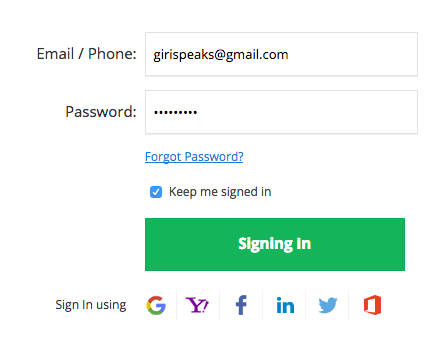 Email / Phone: girispeaks@gmail.com
Password: •••••••••
Forgot Password?
Keep me signed in
Signing In
Sign In using G Y! f in